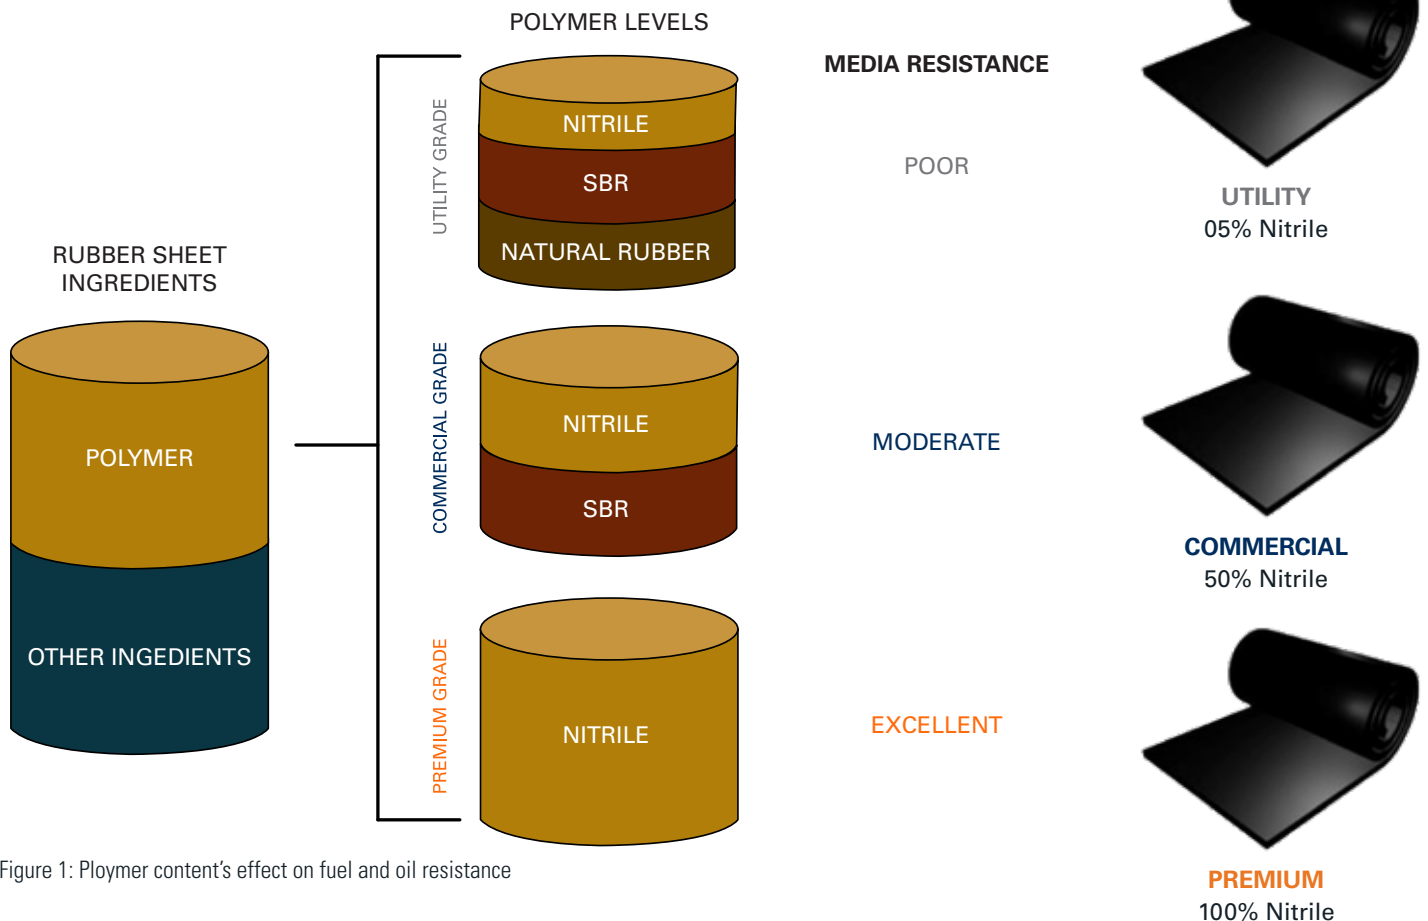 POLYMER LEVELS
MEDIA RESISTANCE
RUBBER SHEET
INGREDIENTS
POLYMER
OTHER INGEDIENTS
UTILITY GRADE
NITRILE
SBR
NATURAL RUBBER
POOR
UTILITY
05% Nitrile
COMMERCIAL GRADE
NITRILE
SBR
MODERATE
COMMERCIAL
50% Nitrile
PREMIUM GRADE
NITRILE
EXCELLENT
PREMIUM
100% Nitrile
Figure 1: Ploymer content's effect on fuel and oil resistance